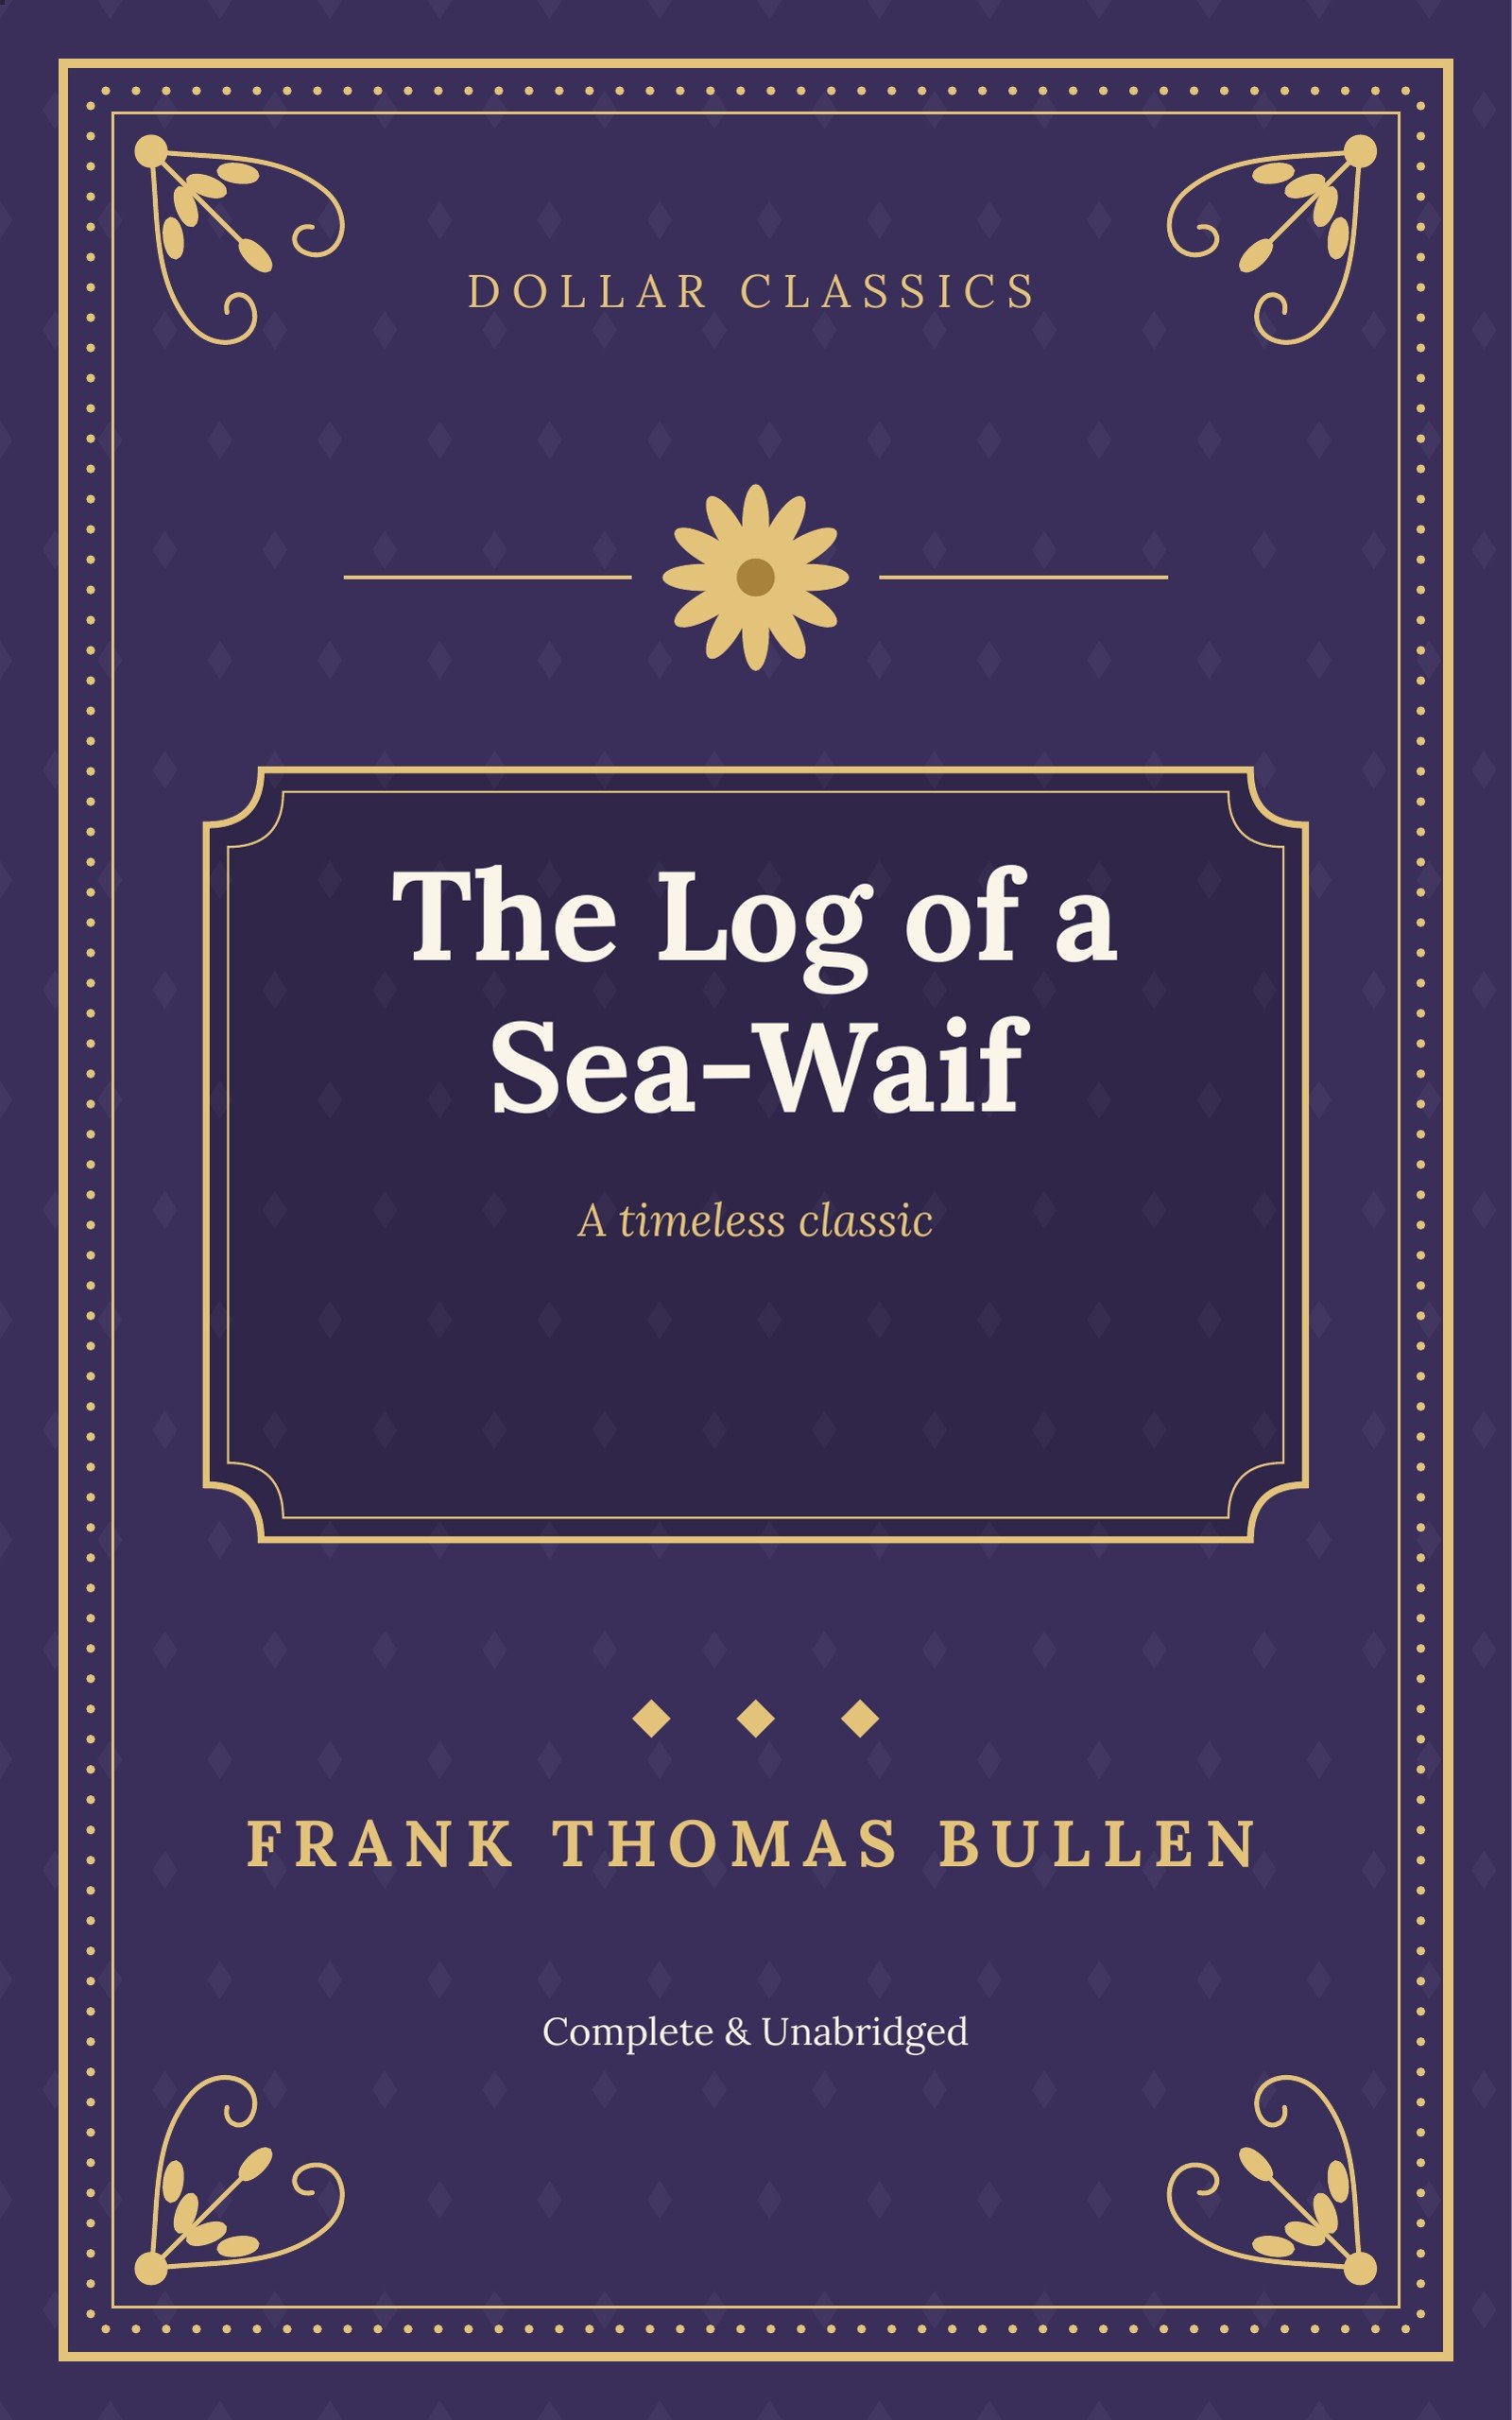 DOLLAR CLASSICS
The Log of a
Sea-Waif
A timeless classic
FRANK THOMAS BULLEN
Complete & Unabridged